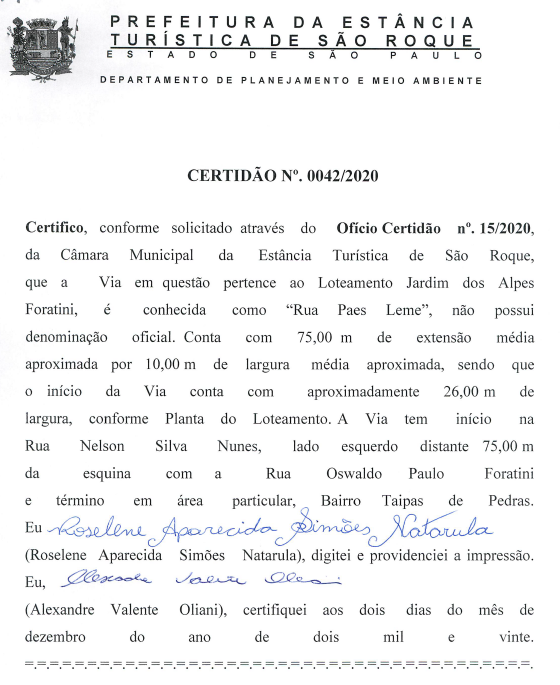 PREFEITURA DA ESTÂNCIA
TURÍSTICA DE SÃO ROQUE
ESTADO DE SÃO PAULO
DEPARTAMENTO DE PLANEJAMENTO E MEIO AMBIENTE
CERTIDÃO Nº. 0042/2020
Certifico, conforme solicitado através do Ofício Certidão nº. 15/2020,
da Câmara Municipal da Estância Turística de São Roque,
que a Via em questão pertence ao Loteamento Jardim dos Alpes
Foratini, é conhecida como “Rua Paes Leme”, não possui
denominação oficial. Conta com 75,00 m de extensão média
aproximada por 10,00 m de largura média aproximada, sendo que
o início da Via conta com aproximadamente 26,00 m de
largura, conforme Planta do Loteamento. A Via tem início na
Rua Nelson Silva Nunes, lado esquerdo distante 75,00 m
da esquina com a Rua Oswaldo Paulo Foratini
e término em área particular, Bairro Taipas de Pedras.
Eu Roselene Aparecida Simões Natarula
(Roselene Aparecida Simões Natarula), digitei e providenciei a impressão.
Eu,
(Alexandre Valente Oliani), certifiquei aos dois dias do mês de
dezembro do ano de dois mil e vinte.